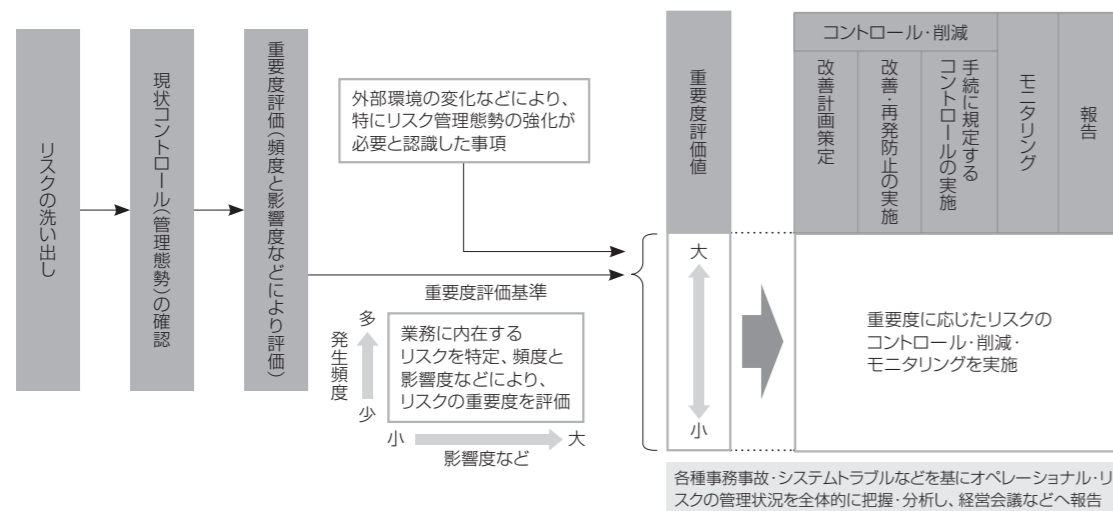 リスクの洗い出し
現状コントロール(管理態勢)の確認
重要度評価(頻度と影響度などにより評価)
外部環境の変化などにより、
特にリスク管理態勢の強化が
必要と認識した事項
重要度評価基準
多
発生頻度
少
業務に内在する
リスクを特定、頻度と
影響度などにより、
リスクの重要度を評価
小
大
影響度など
重要度評価値
大
小
コントロール・削減
改善計画策定
改善・再発防止の実施
手続に規定する
コントロールの実施
モニタリング
報告
重要度に応じたリスクの
コントロール・削減・
モニタリングを実施
各種事務事故・システムトラブルなどを基にオペレーショナル・リ
スクの管理状況を全体的に把握・分析し、経営会議などへ報告